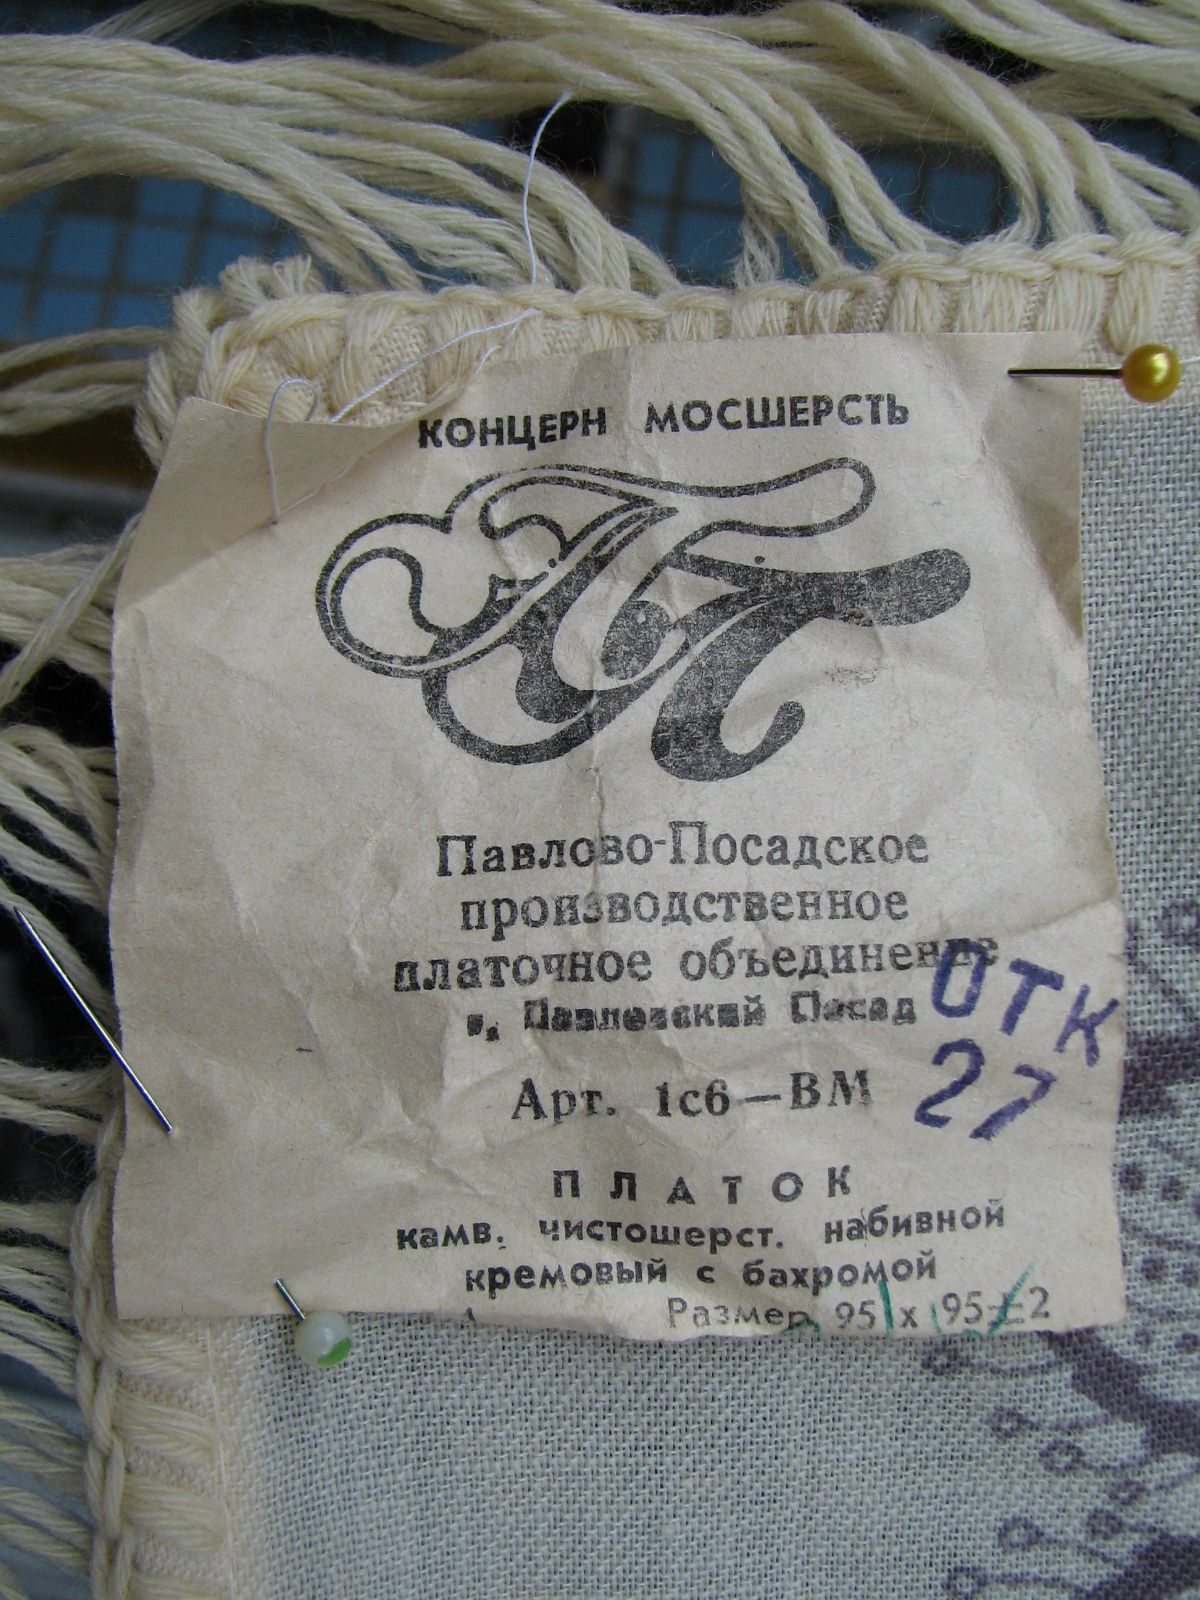 КОНЦЕРН МОСШЕРСТЬ
Павлово-Посадское
производственное
платочное объединение
г. Павловский Посад
ОТК
27
Арт. 1с6—ВМ
ПЛАТОК
камв. чистошерст. набивной
кремовый с бахромой
Размер 95 х 95±2